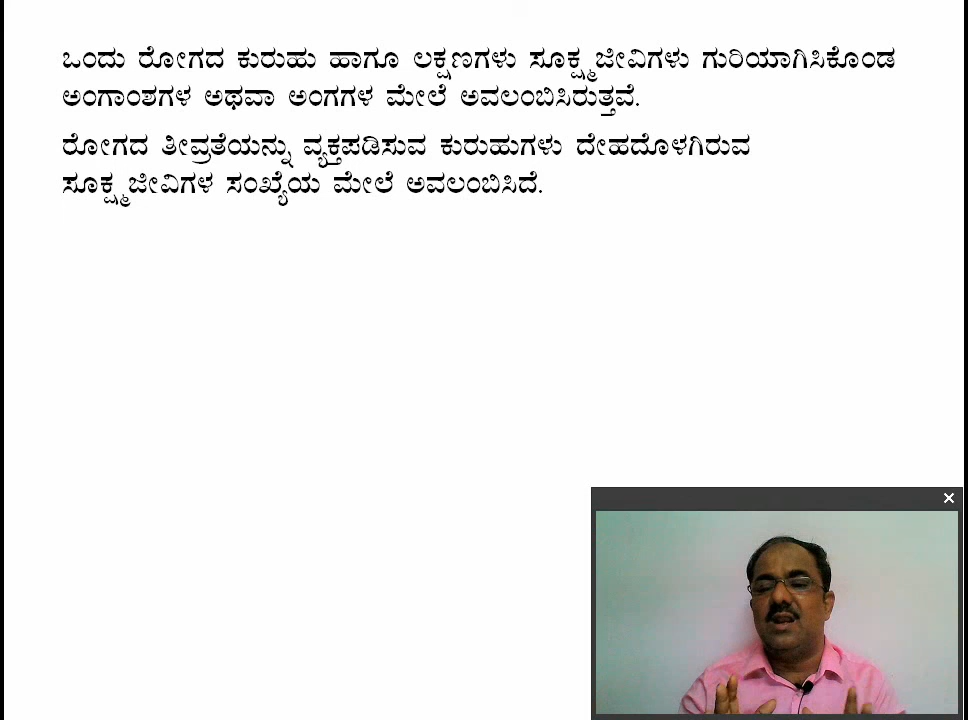 ಒಂದು ರೋಗದ ಕುರುಹು ಹಾಗೂ ಲಕ್ಷಣಗಳು ಸೂಕ್ಷ್ಮಜೀವಿಗಳು ಗುರಿಯಾಗಿಸಿಕೊಂಡ
ಅಂಗಾಂಶಗಳ ಅಥವಾ ಅಂಗಗಳ ಮೇಲೆ ಅವಲಂಬಿಸಿರುತ್ತವೆ.
ರೋಗದ ತೀವ್ರತೆಯನ್ನು ವ್ಯಕ್ತಪಡಿಸುವ ಕುರುಹುಗಳು ದೇಹದೊಳಗಿರುವ
ಸೂಕ್ಷ್ಮಜೀವಿಗಳ ಸಂಖ್ಯೆಯ ಮೇಲೆ ಅವಲಂಬಿಸಿದೆ.